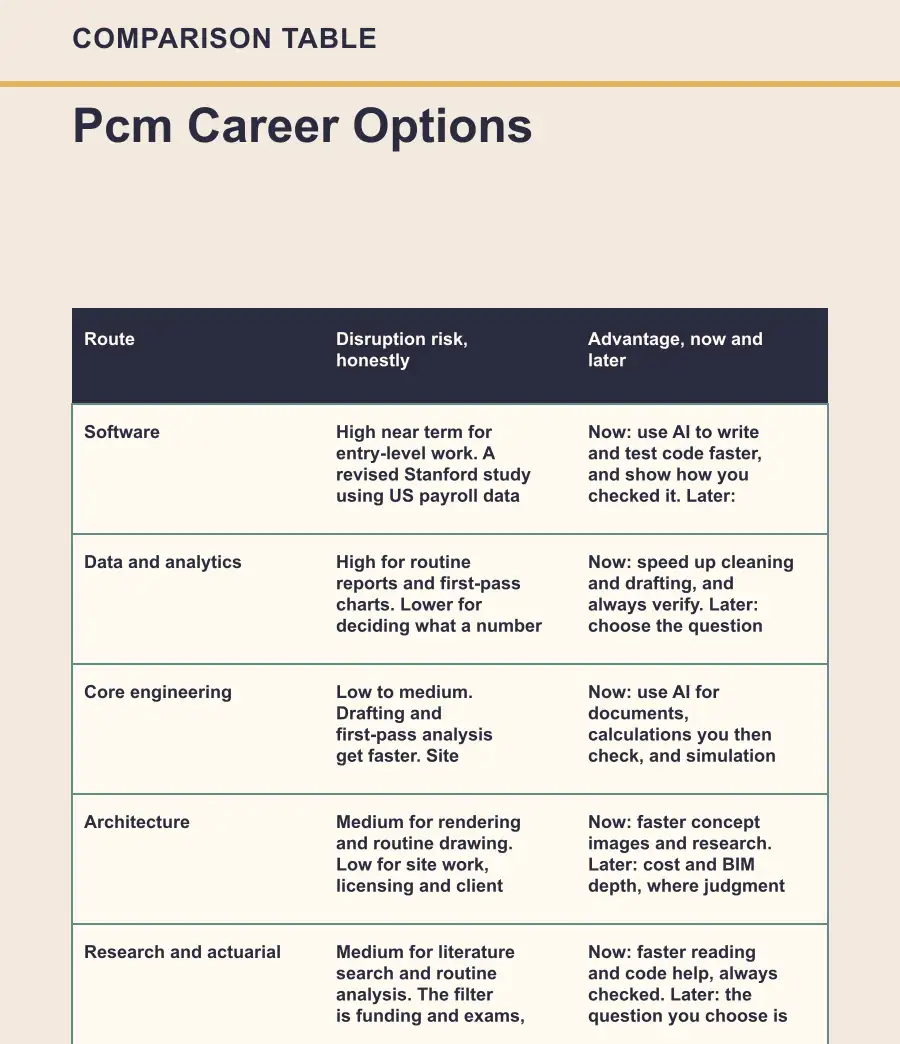 COMPARISON TABLE
Pcm Career Options
Route
Disruption risk,
honestly
Advantage, now and
later
Software
High near term for
entry-level work. A
revised Stanford study
using US payroll data
Now: use AI to write
and test code faster,
and show how you
checked it. Later:
Data and analytics
High for routine
reports and first-pass
charts. Lower for
deciding what a number
Now: speed up cleaning
and drafting, and
always verify. Later:
choose the question
Core engineering
Low to medium.
Drafting and
first-pass analysis
get faster. Site
Now: use AI for
documents,
calculations you then
check, and simulation
Architecture
Medium for rendering
and routine drawing.
Low for site work,
licensing and client
Now: faster concept
images and research.
Later: cost and BIM
depth, where judgment
Research and actuarial
Medium for literature
search and routine
analysis. The filter
is funding and exams,
Now: faster reading
and code help, always
checked. Later: the
question you choose is